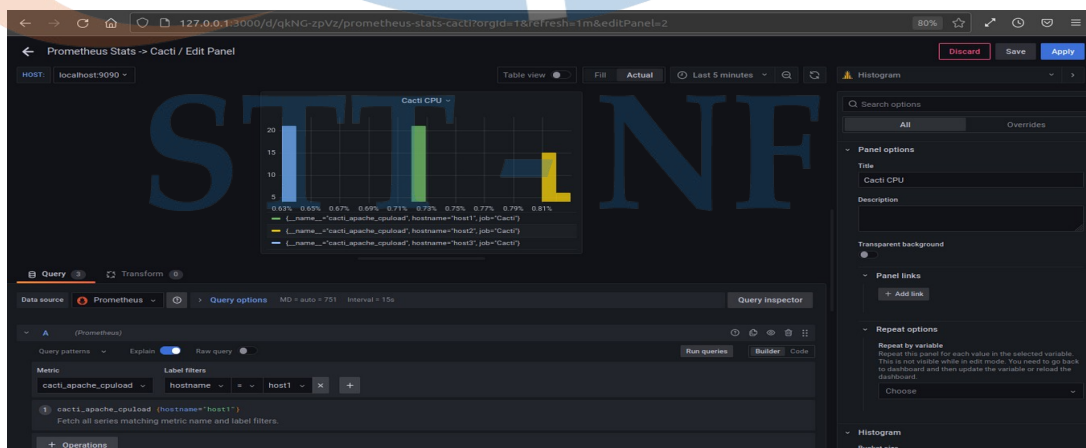 127.0.0.1:3000/d/qkNG-zpVz/prometheus-stats-cacti?orgId=1&refresh=1m&editPanel=2
80%
Prometheus Stats -> Cacti / Edit Panel
Discard Save Apply
HOST: localhost:9090
Table view Fill Actual Last 5 minutes
Histogram
STT - NF
Cacti CPU
20
15
10
5
0.63% 0.65% 0.67% 0.69% 0.71% 0.73% 0.75% 0.77% 0.79% 0.81%
{__name__="cacti_apache_cpuload", hostname="host1", job="Cacti"}
{__name__="cacti_apache_cpuload", hostname="host2", job="Cacti"}
{__name__="cacti_apache_cpuload", hostname="host3", job="Cacti"}
Query 3 Transform 0
Data source Prometheus Query options MD = auto = 751 Interval = 15s Query inspector
A (Prometheus)
Query patterns Explain Raw query Run queries Builder Code
Metric Label filters
cacti_apache_cpuload hostname = host1 × +
1 cacti_apache_cpuload {hostname="host1"}
Fetch all series matching metric name and label filters.
+ Operations
Search options
All Overrides
Panel options
Title
Cacti CPU
Description
Transparent background
Panel links
+ Add link
Repeat options
Repeat by variable
Repeat this panel for each value in the selected variable.
This is not visible while in edit mode. You need to go back
to dashboard and then update the variable or reload the
dashboard.
Choose
Histogram
Bucket size